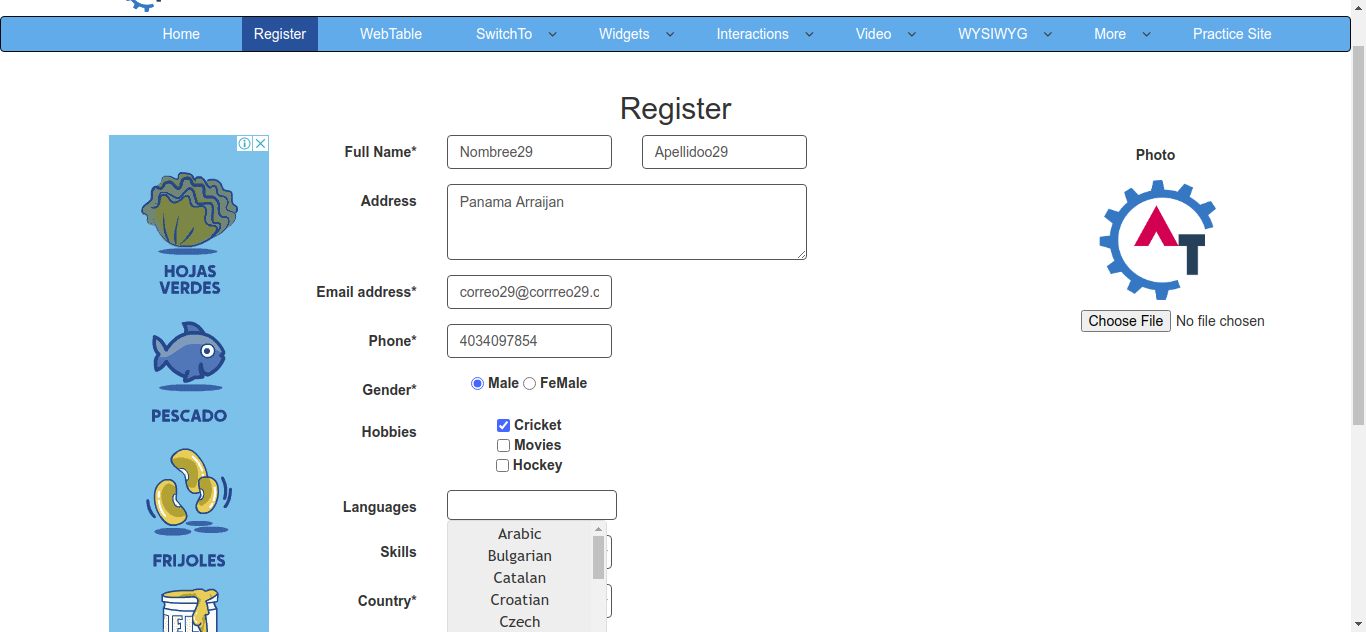 Home Register WebTable SwitchTo Widgets Interactions Video WYSIWYG More Practice Site
Register
HOJAS
VERDES
PESCADO
FRIJOLES
Full Name* Nombree29 Apellidoo29
Address Panama Arraijan
Email address* correo29@corrreo29.c
Phone* 4034097854
Gender* Male FeMale
Hobbies Cricket
Movies
Hockey
Languages
Arabic
Skills
Bulgarian
Catalan
Country* Croatian
Czech
Photo
AT
Choose File No file chosen